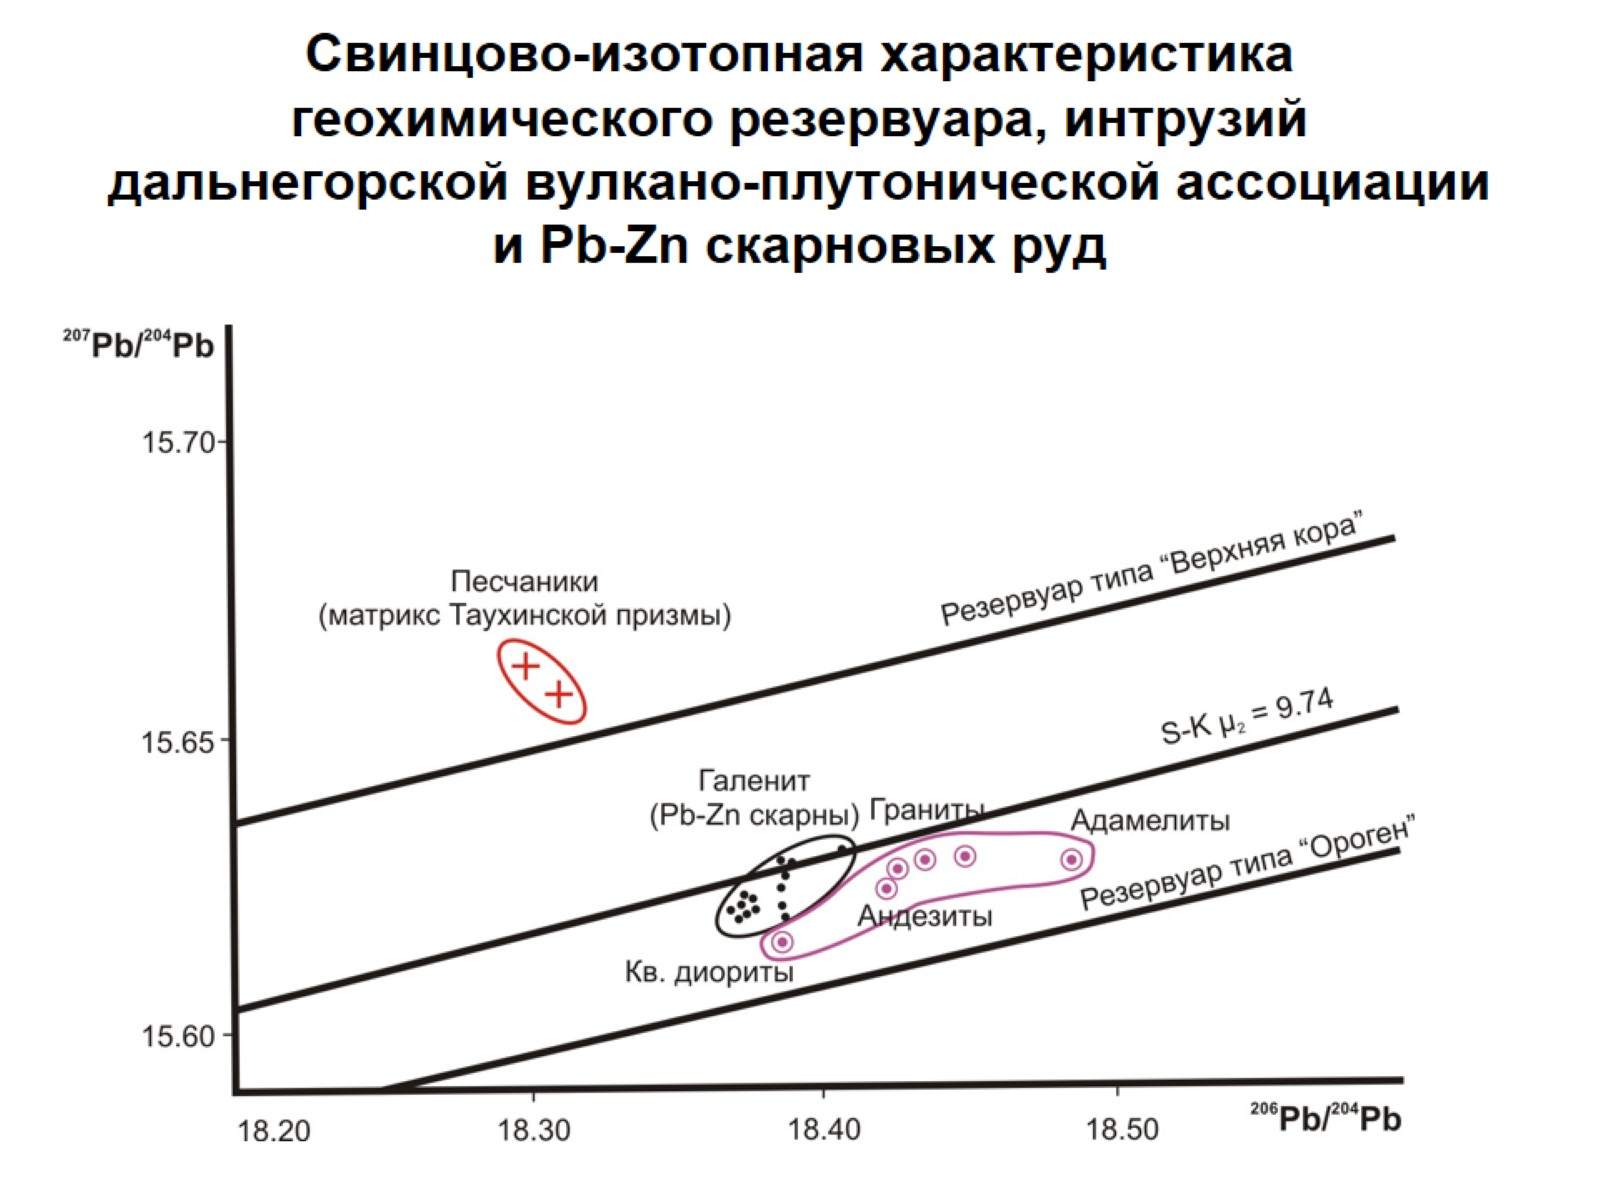 Свинцово-изотопная характеристика
геохимического резервуара, интрузий
дальнегорской вулкано-плутонической ассоциации
и Pb-Zn скарновых руд
²⁰⁷Pb/²⁰⁴Pb
15.70
Резервуар типа “Верхняя кора”
Песчаники
(матрикс Таухинской призмы)
S-K μ₂ = 9.74
15.65
Галенит
(Pb-Zn скарны)
Граниты
Адамелиты
Резервуар типа “Ороген”
Андезиты
Кв. диориты
15.60
²⁰⁶Pb/²⁰⁴Pb
18.20
18.30
18.40
18.50